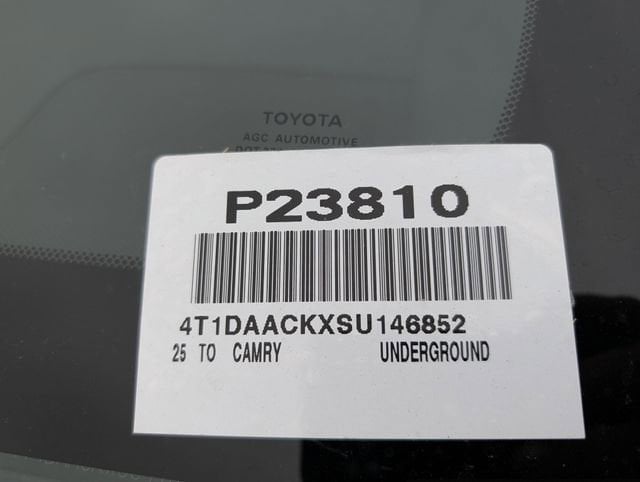 TOYOTA
AGC AUTOMOTIVE
P23810
4T1DAACKXSU146852
25 TO CAMRY UNDERGROUND